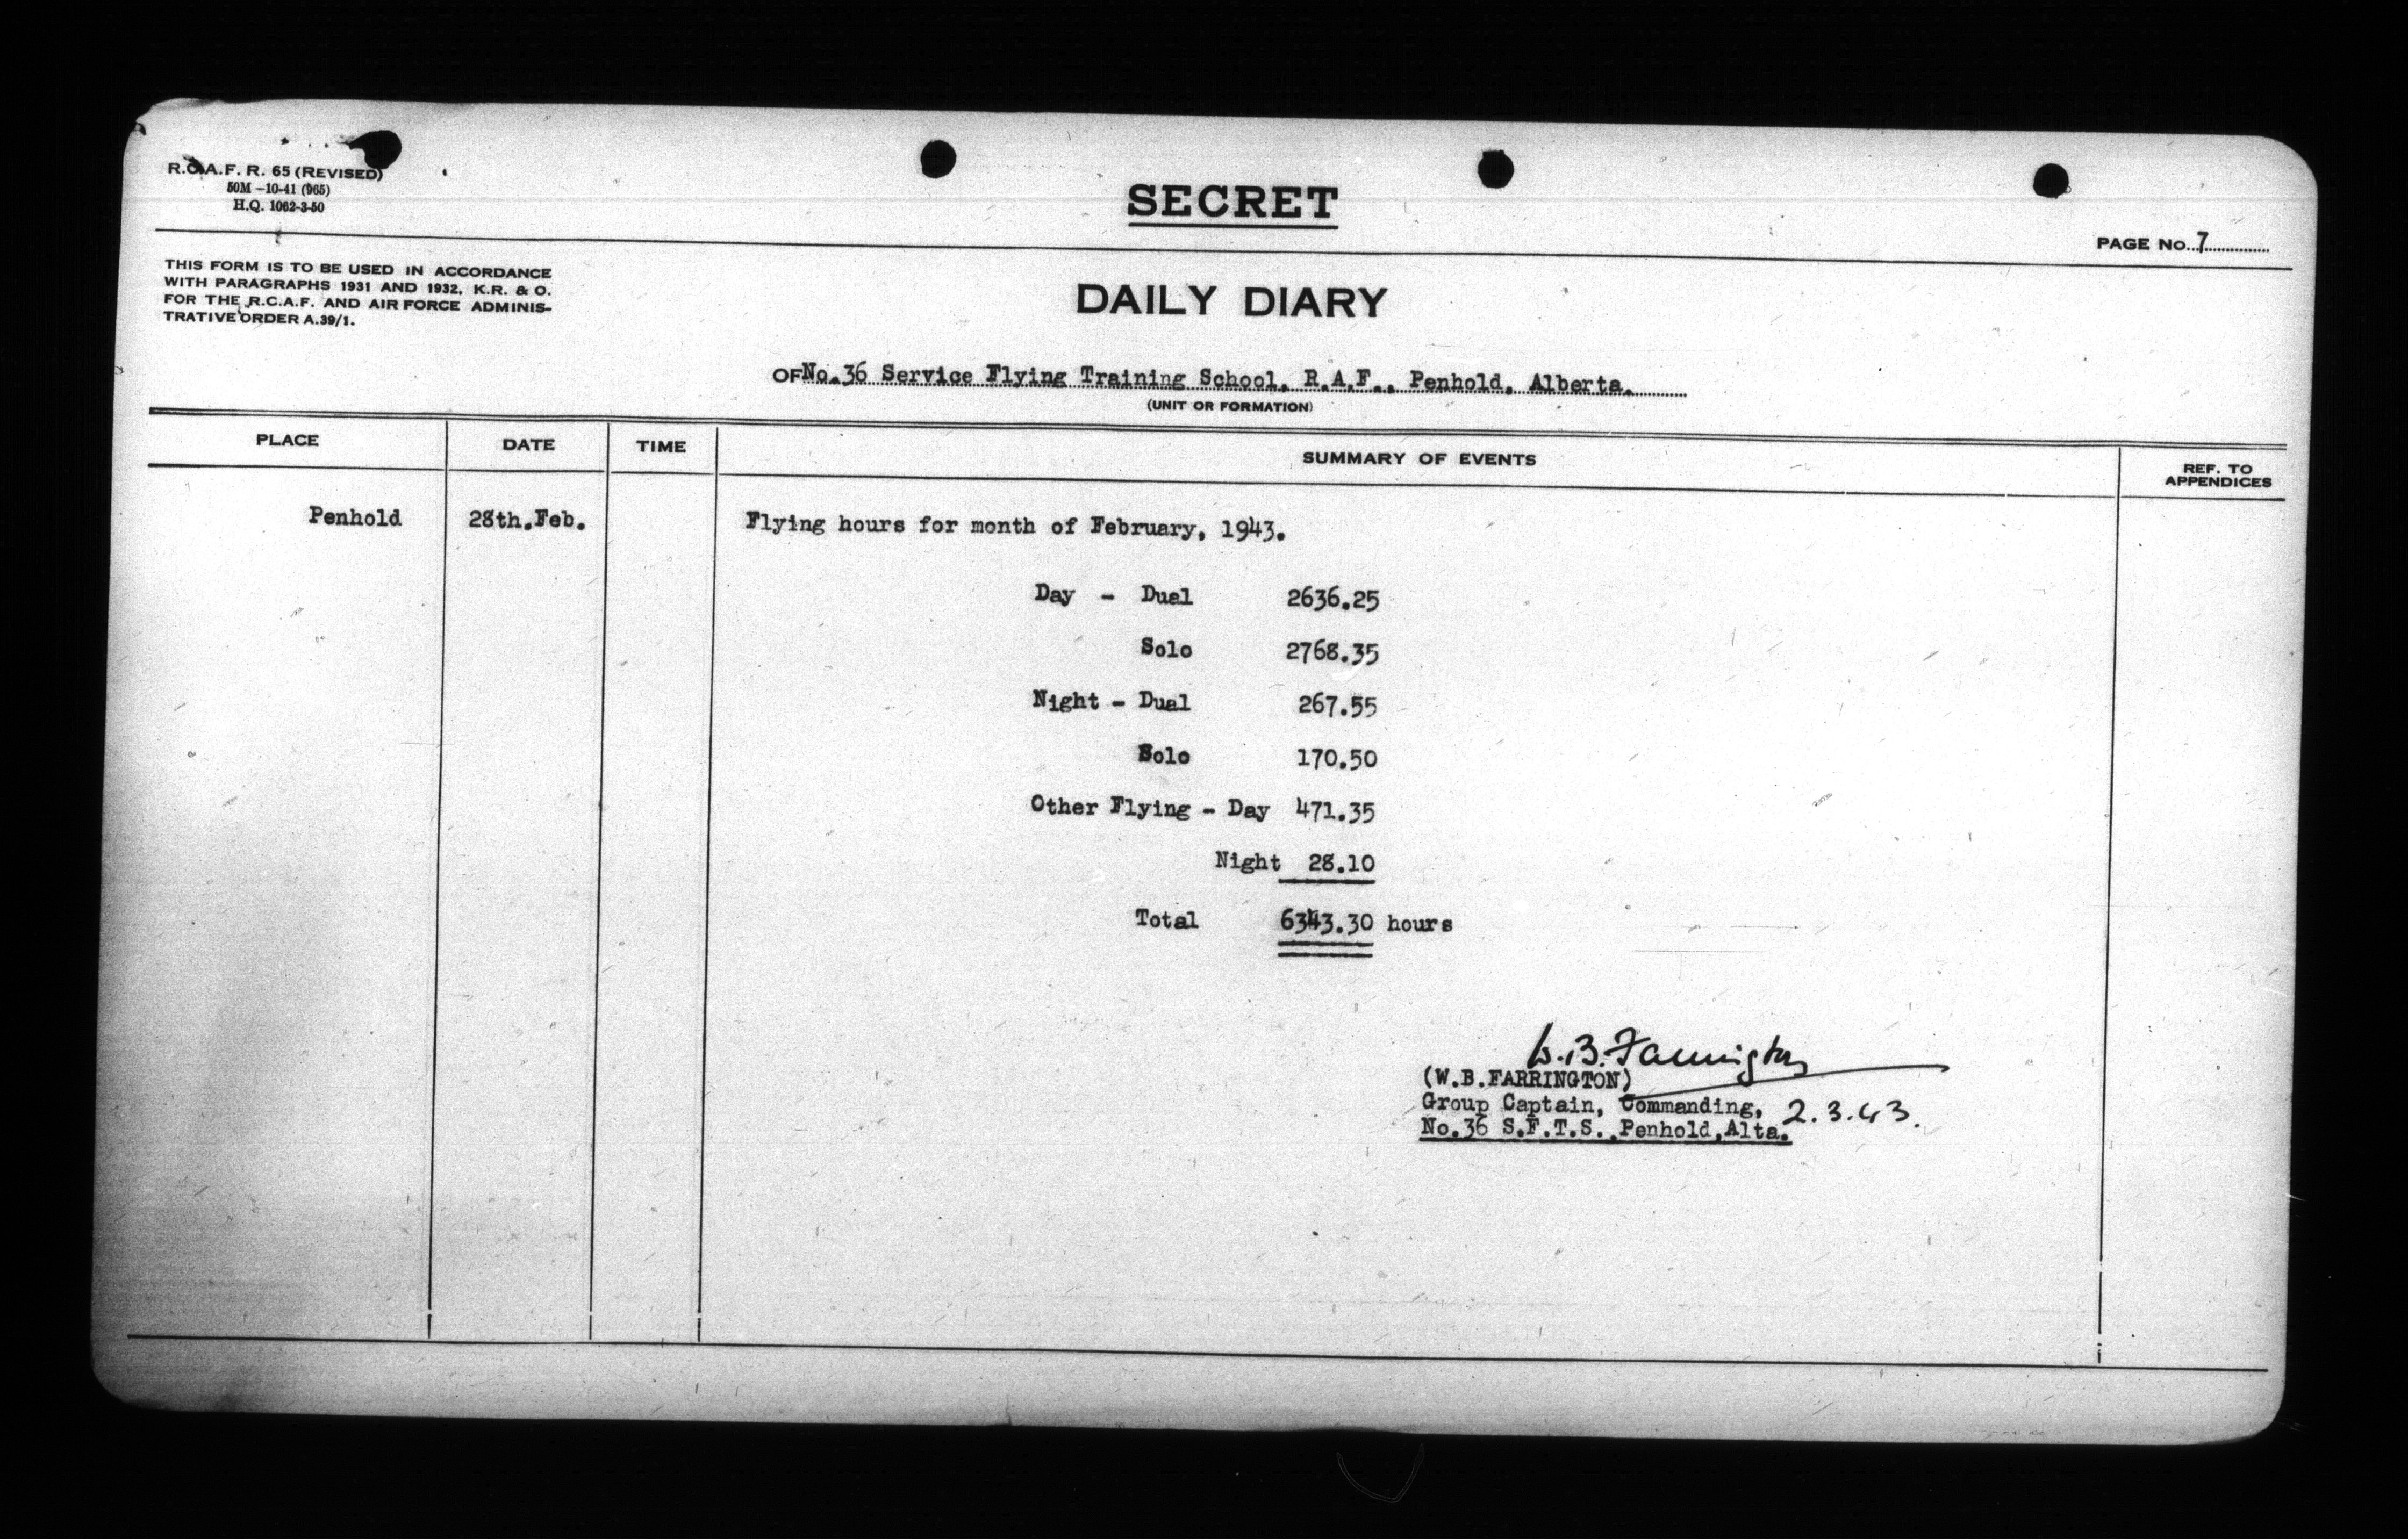 R.C.A.F. R. 65 (REVISED)
50M –10-41 (965)
H.Q. 1062-3-50
SECRET
PAGE NO. 7
THIS FORM IS TO BE USED IN ACCORDANCE
WITH PARAGRAPHS 1931 AND 1932, K.R. & O.
FOR THE R.C.A.F. AND AIR FORCE ADMINIS-
TRATIVE ORDER A.39/1.
DAILY DIARY
OF No.36 Service Flying Training School, R.A.F., Penhold, Alberta.
(UNIT OR FORMATION)
PLACE DATE TIME SUMMARY OF EVENTS REF. TO APPENDICES
Penhold 28th.Feb. Flying hours for month of February, 1943.
Day - Dual 2636.25
Solo 2768.35
Night - Dual 267.55
Solo 170.50
Other Flying - Day 471.35
Night 28.10
Total 6343.30 hours
W.B. Farrington
(W.B.FARRINGTON)
Group Captain, Commanding, 2.3.43.
No.36 S.F.T.S., Penhold, Alta.